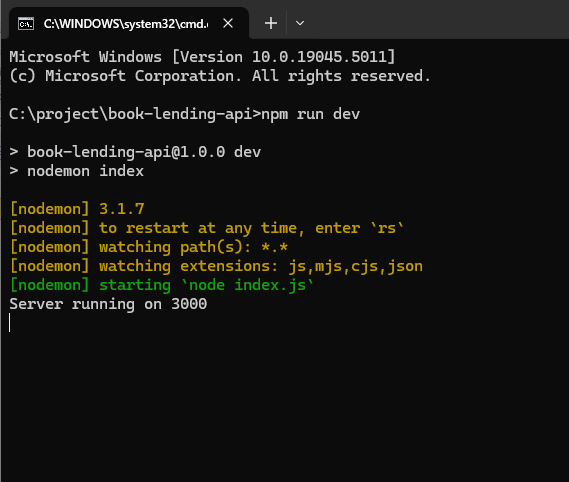 C:\WINDOWS\system32\cmd.
Microsoft Windows [Version 10.0.19045.5011]
(c) Microsoft Corporation. All rights reserved.
C:\project\book-lending-api>npm run dev
> book-lending-api@1.0.0 dev
> nodemon index
[nodemon] 3.1.7
[nodemon] to restart at any time, enter `rs`
[nodemon] watching path(s): *.*
[nodemon] watching extensions: js,mjs,cjs,json
[nodemon] starting `node index.js`
Server running on 3000